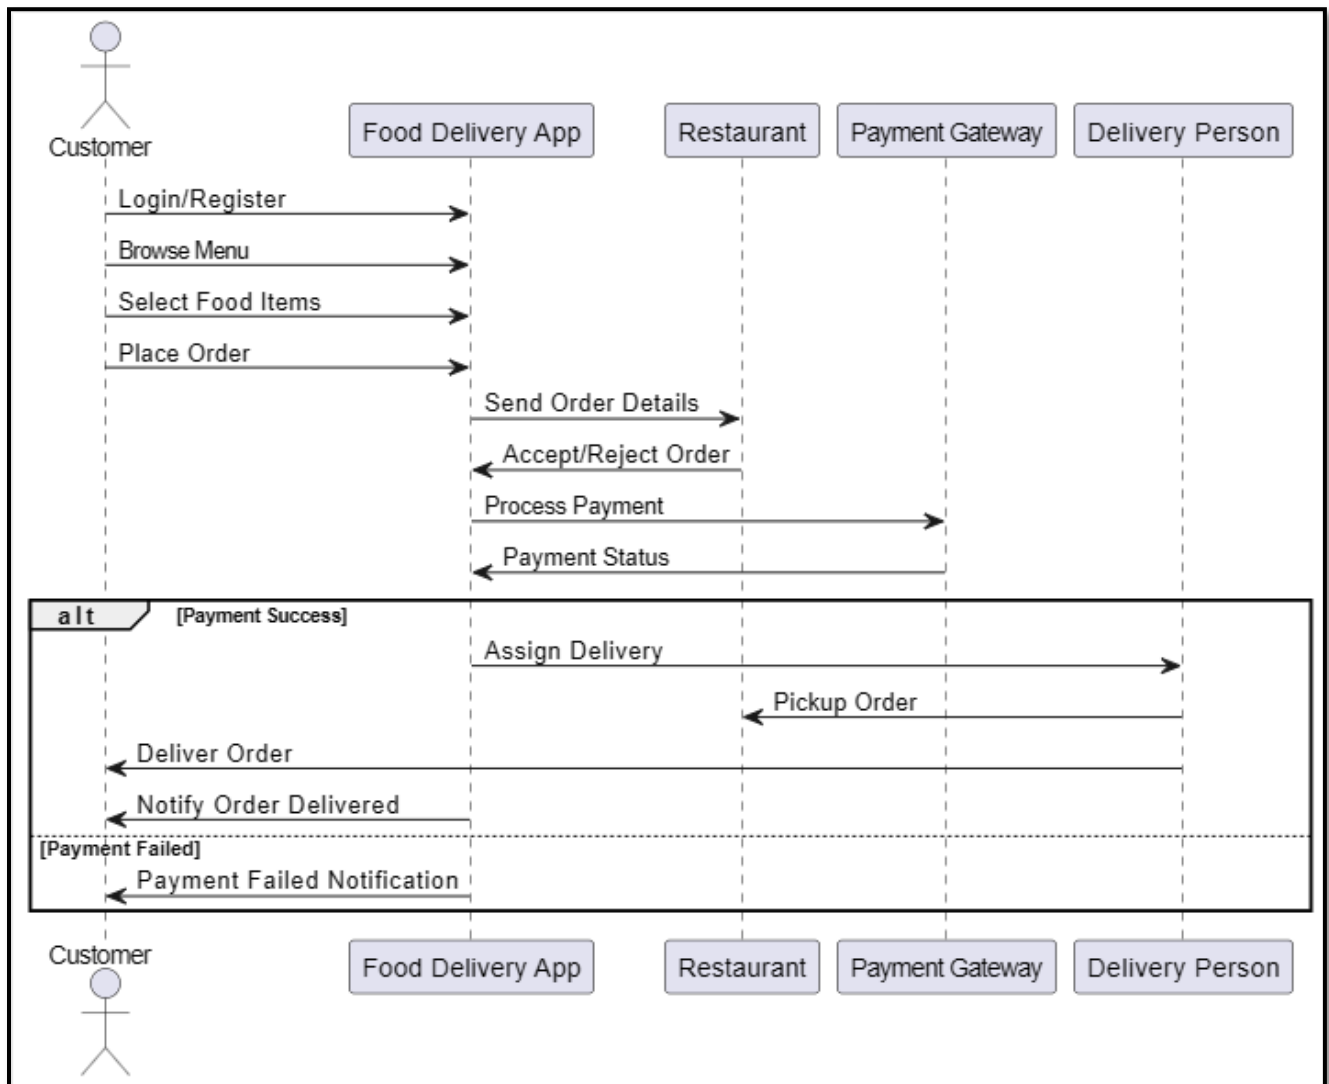 Customer
Food Delivery App
Restaurant
Payment Gateway
Delivery Person
Login/Register
Browse Menu
Select Food Items
Place Order
Send Order Details
Accept/Reject Order
Process Payment
Payment Status
alt
[Payment Success]
Assign Delivery
Pickup Order
Deliver Order
Notify Order Delivered
[Payment Failed]
Payment Failed Notification
Customer
Food Delivery App
Restaurant
Payment Gateway
Delivery Person